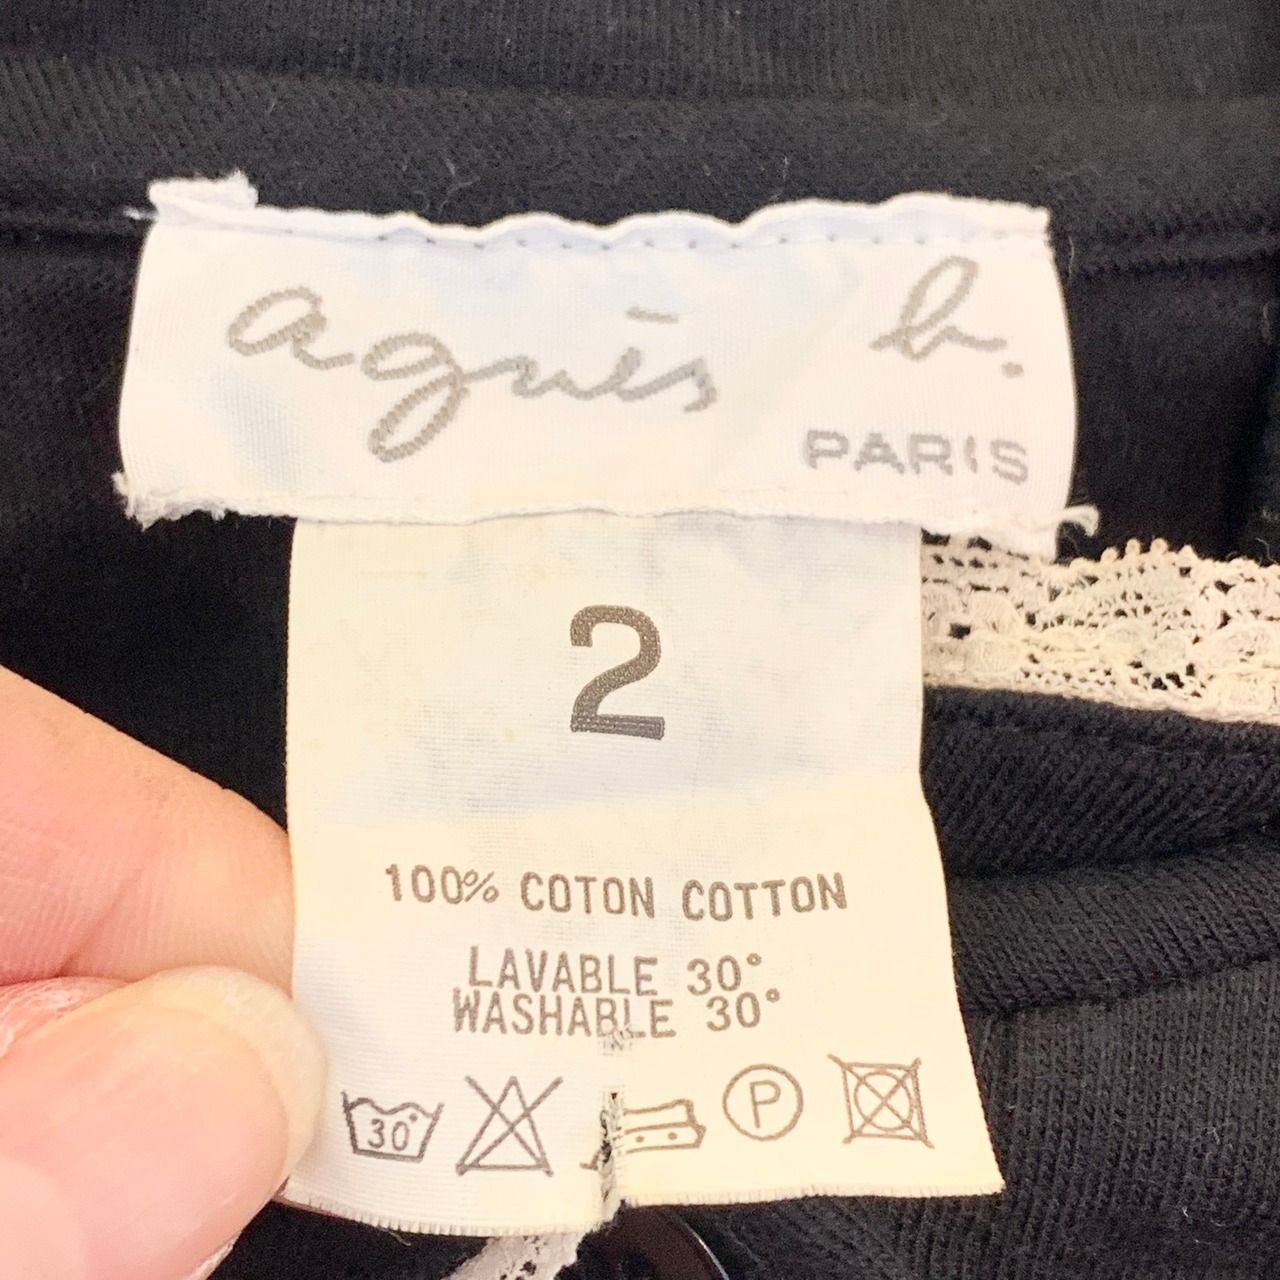 agnès b.
PARIS
2
100% COTON COTTON
LAVABLE 30°
WASHABLE 30°
30° P